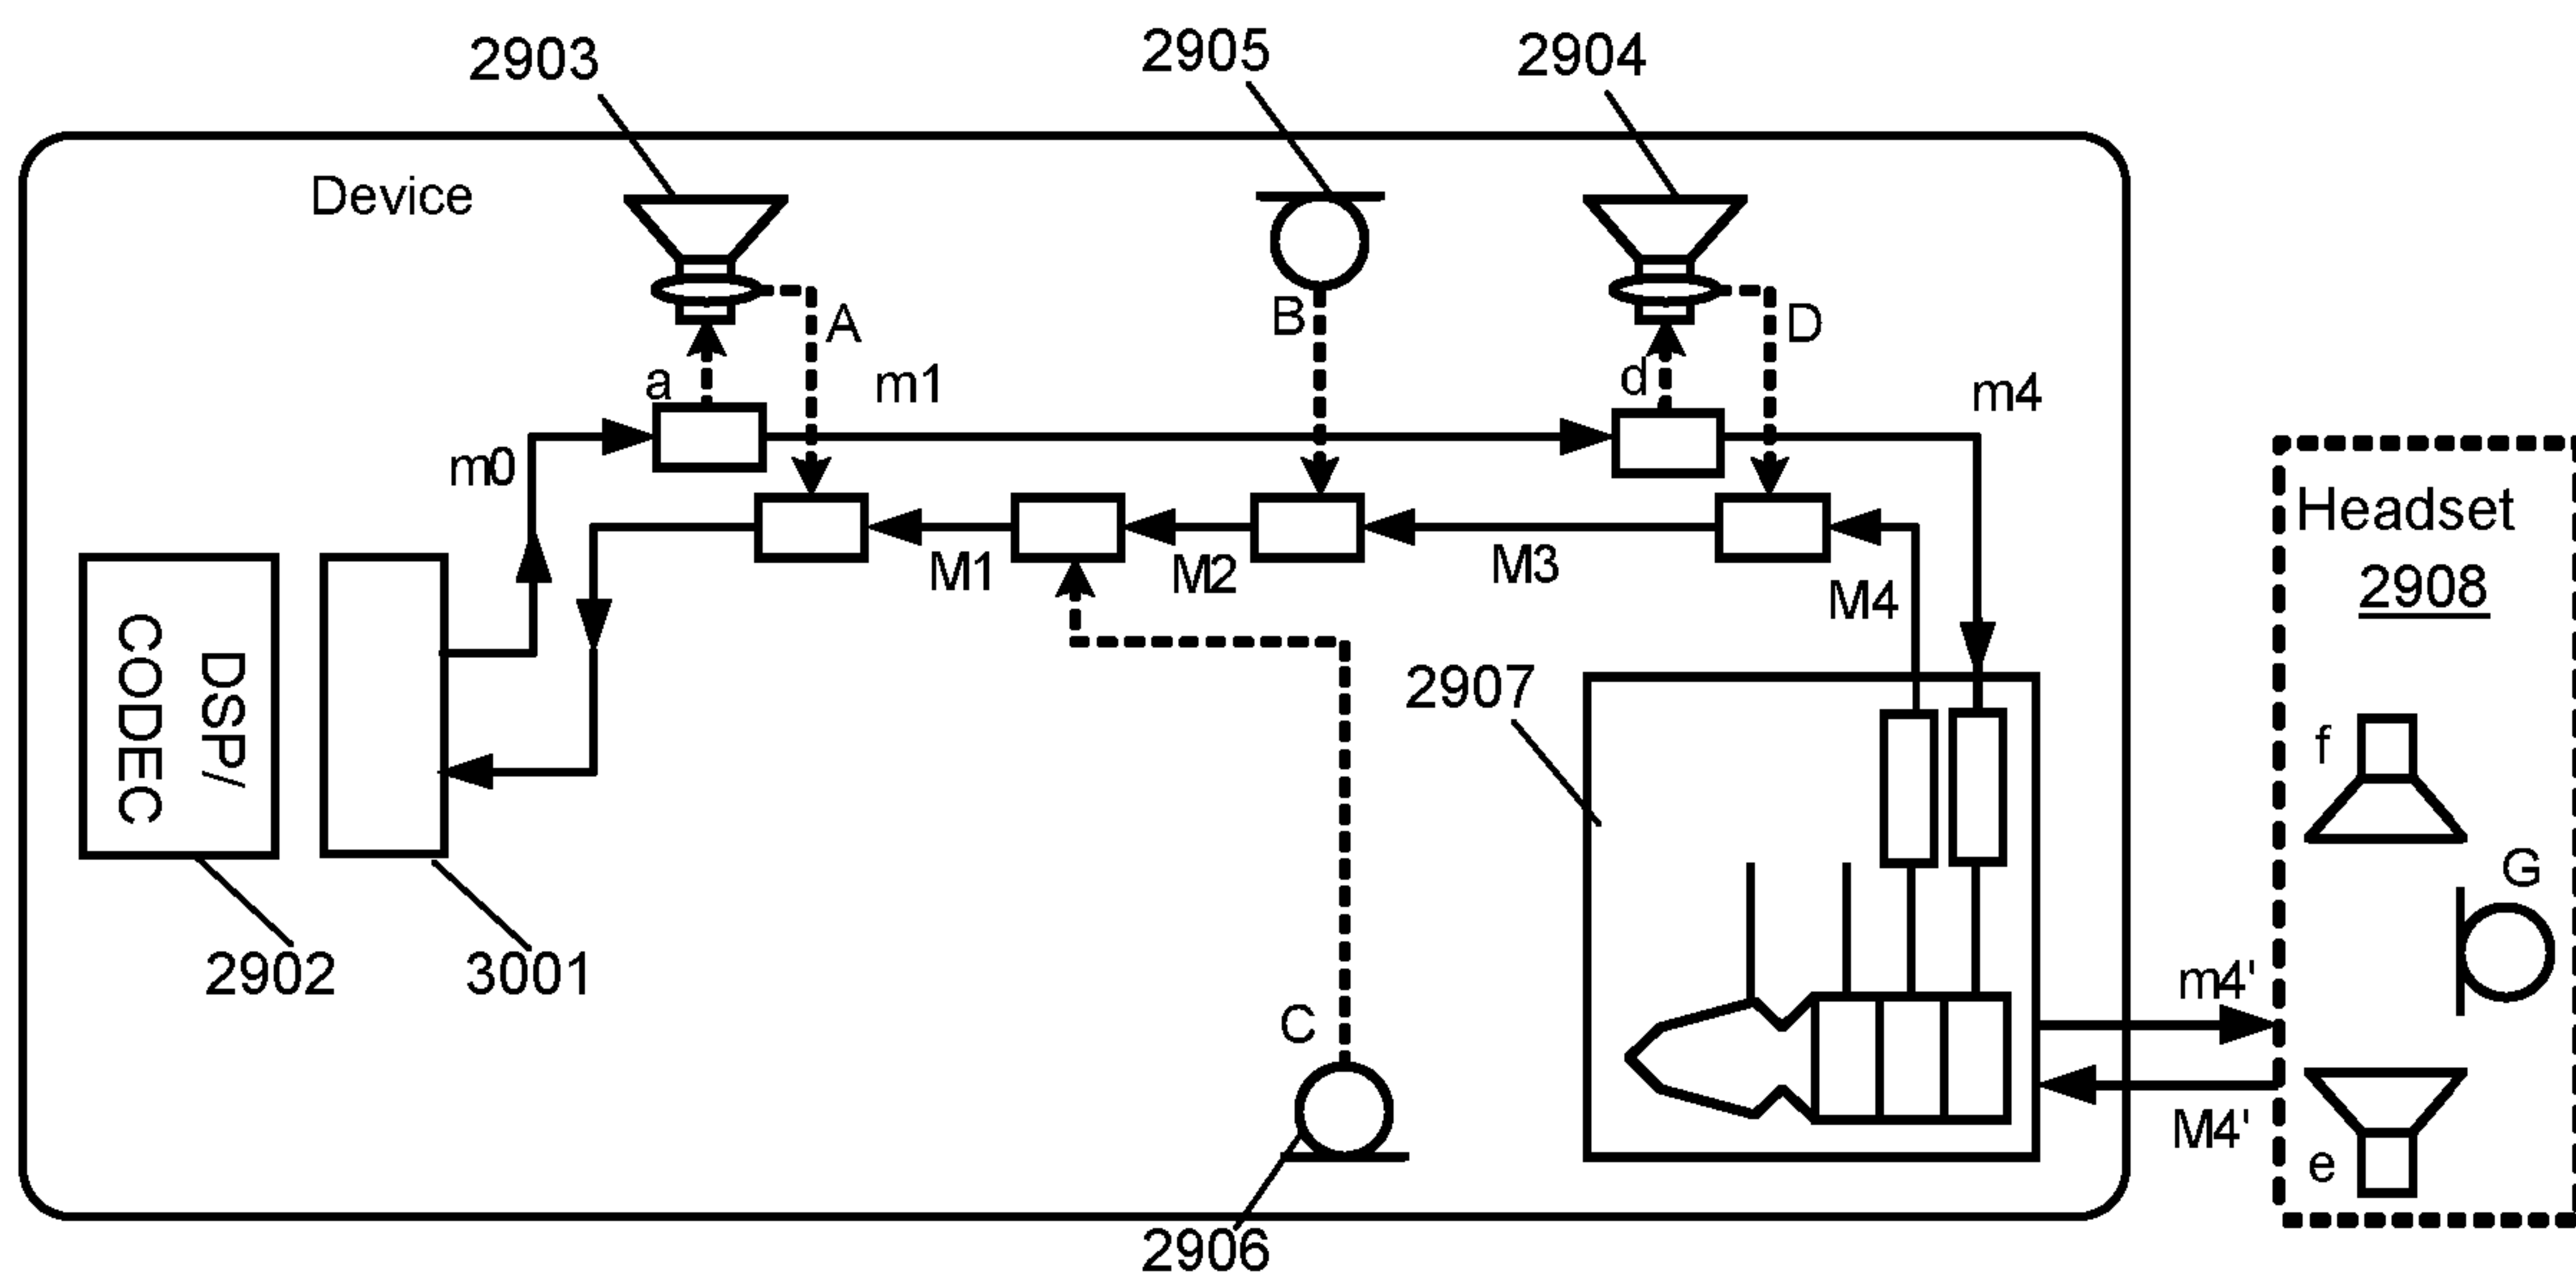 2903
2905
2904
Device
A
B
D
a
m1
d
m4
m0
Headset
2908
M1
M2
M3
M4
DSP/
CODEC
2907
f
G
2902
3001
C
m4'
M4'
e
2906